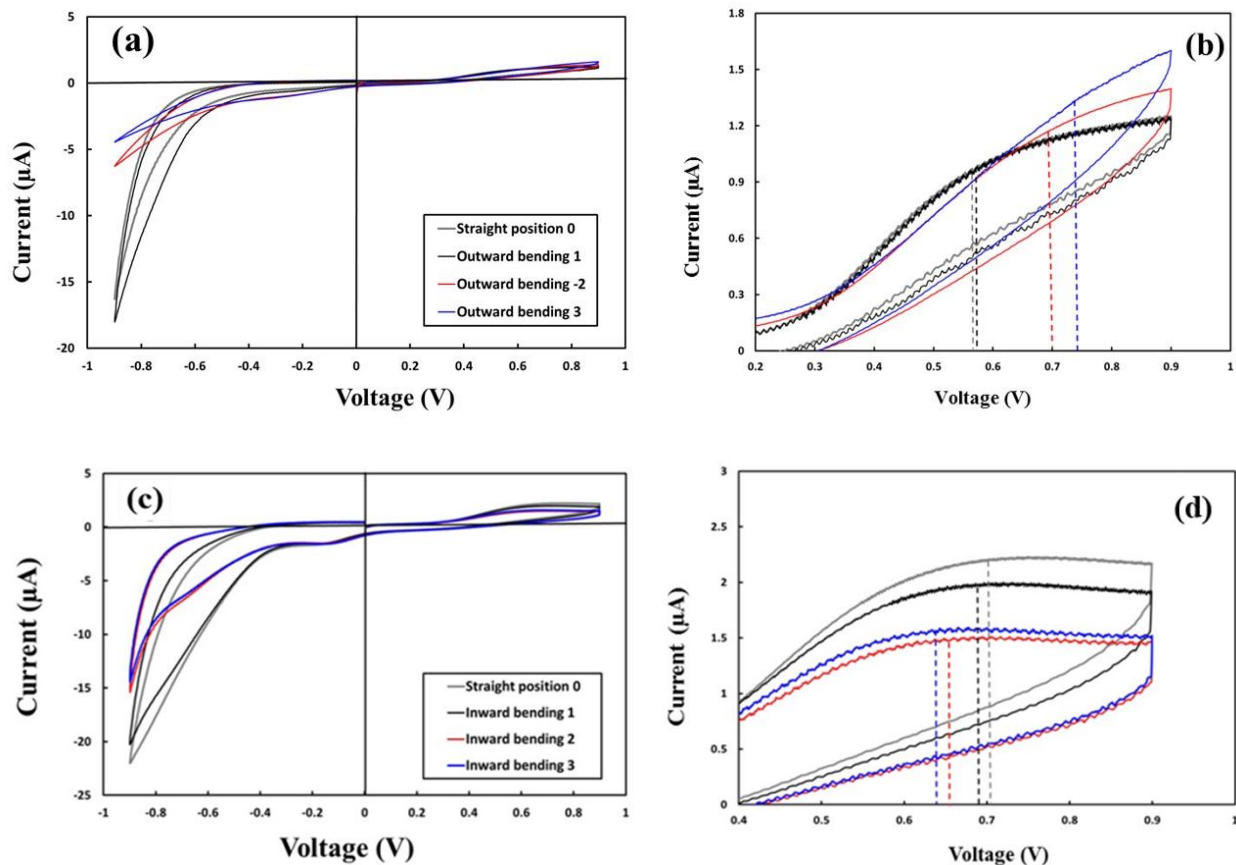 (a)
Current (µA)
5
0
-5
-10
-15
-20
-1 -0.8 -0.6 -0.4 -0.2 0 0.2 0.4 0.6 0.8 1
Voltage (V)
Straight position 0
Outward bending 1
Outward bending -2
Outward bending 3
(b)
Current (µA)
1.8
1.5
1.2
0.9
0.6
0.3
0
0.2 0.3 0.4 0.5 0.6 0.7 0.8 0.9 1
Voltage (V)
(c)
Current (µA)
5
0
-5
-10
-15
-20
-25
-1 -0.8 -0.6 -0.4 -0.2 0 0.2 0.4 0.6 0.8 1
Voltage (V)
Straight position 0
Inward bending 1
Inward bending 2
Inward bending 3
(d)
Current (µA)
3
2.5
2
1.5
1
0.5
0
0.4 0.5 0.6 0.7 0.8 0.9 1
Voltage (V)